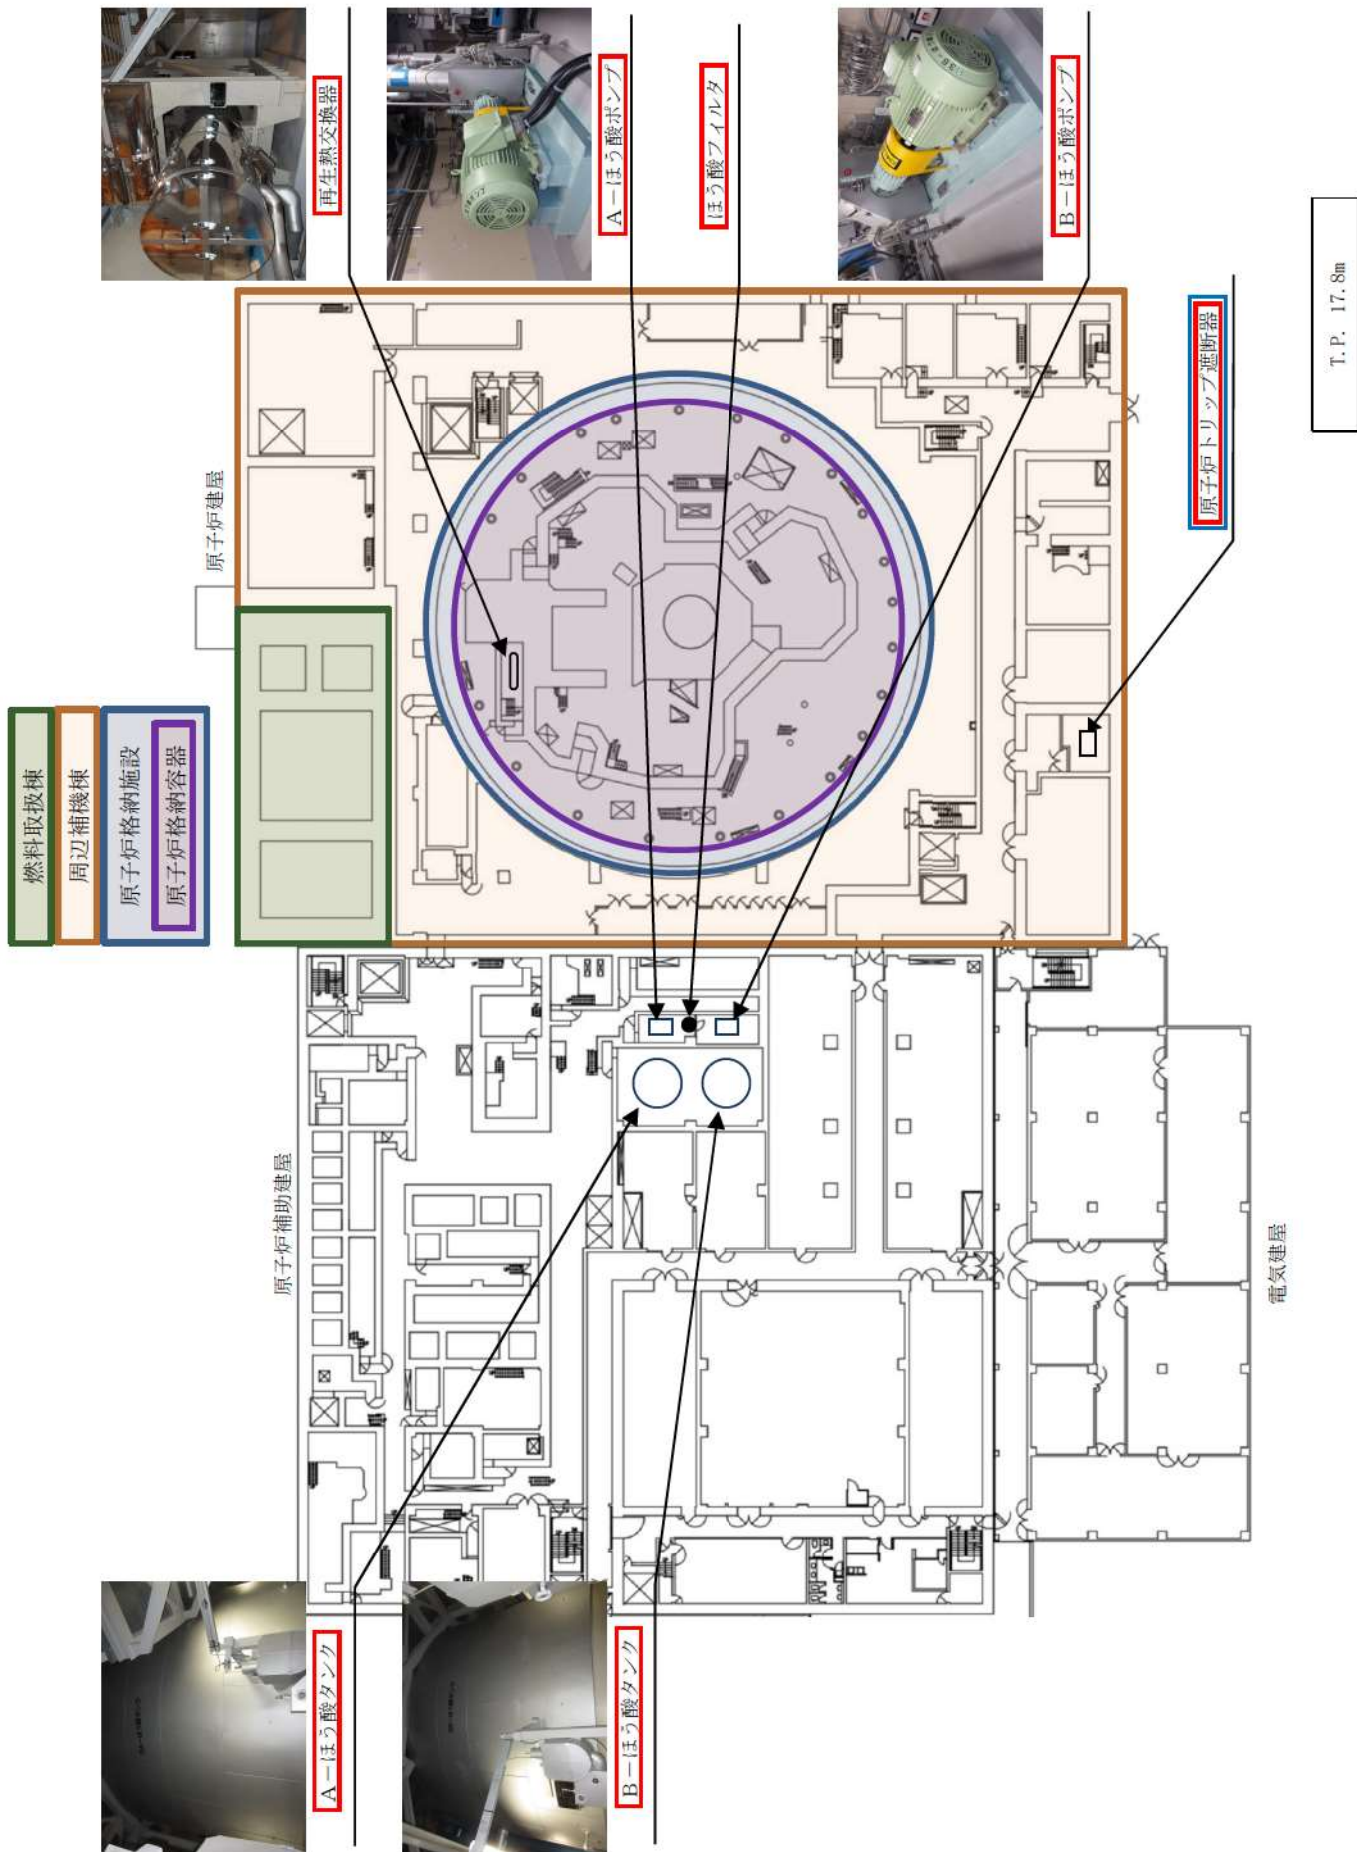 燃料取扱棟
周辺補機棟
原子炉格納施設
原子炉格納容器
原子炉建屋
原子炉補助建屋
電気建屋
再生熱交換器
A-ほう酸ポンプ
ほう酸フィルタ
B-ほう酸ポンプ
原子炉トリップ遮断器
A-ほう酸タンク
B-ほう酸タンク
T.P. 17.8m